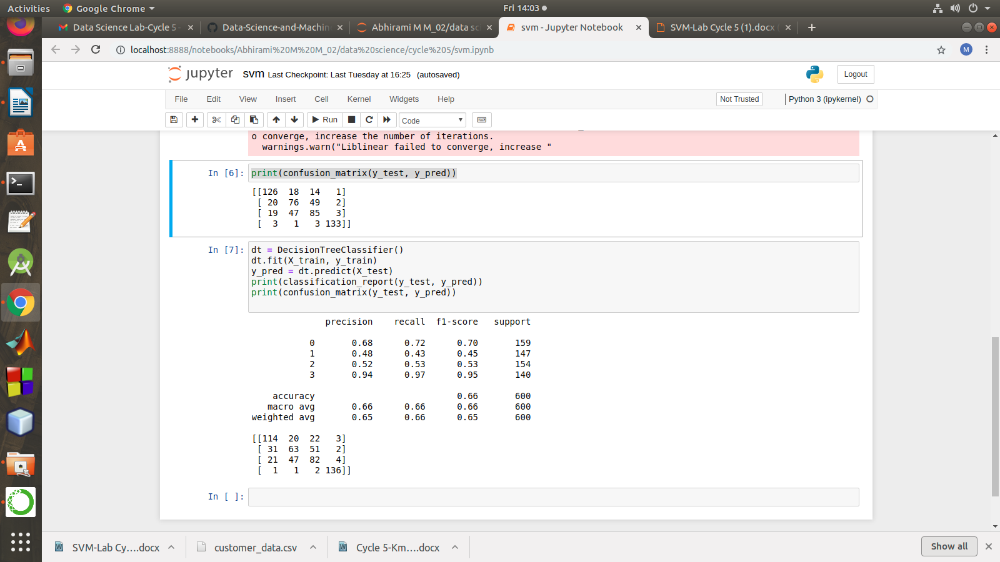 Activities Google Chrome Fri 14:03
Data Science Lab-Cycle 5 - Data-Science-and-Machin Abhirami M M_02/data sc svm - Jupyter Notebook SVM-Lab Cycle 5 (1).docx
localhost:8888/notebooks/Abhirami%20M%20M_02/data%20science/cycle%205/svm.ipynb M
jupyter svm Last Checkpoint: Last Tuesday at 16:25 (autosaved) Logout
File Edit View Insert Cell Kernel Widgets Help Not Trusted Python 3 (ipykernel)
Run Code
o converge, increase the number of iterations.
warnings.warn("Liblinear failed to converge, increase "
In [6]: print(confusion_matrix(y_test, y_pred))
[[126 18 14 1]
[ 20 76 49 2]
[ 19 47 85 3]
[ 3 1 3 133]]
In [7]: dt = DecisionTreeClassifier()
dt.fit(X_train, y_train)
y_pred = dt.predict(X_test)
print(classification_report(y_test, y_pred))
print(confusion_matrix(y_test, y_pred))
precision recall f1-score support
0 0.68 0.72 0.70 159
1 0.48 0.43 0.45 147
2 0.52 0.53 0.53 154
3 0.94 0.97 0.95 140
accuracy 0.66 600
macro avg 0.66 0.66 0.66 600
weighted avg 0.65 0.66 0.65 600
[[114 20 22 3]
[ 31 63 51 2]
[ 21 47 82 4]
[ 1 1 2 136]]
In [ ]:
SVM-Lab Cy....docx customer_data.csv Cycle 5-Km....docx Show all